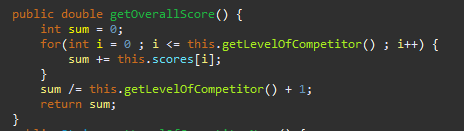 public double getOverallScore() {
    int sum = 0;
    for(int i = 0 ; i <= this.getLevelOfCompetitor() ; i++) {
        sum += this.scores[i];
    }
    sum /= this.getLevelOfCompetitor() + 1;
    return sum;
}